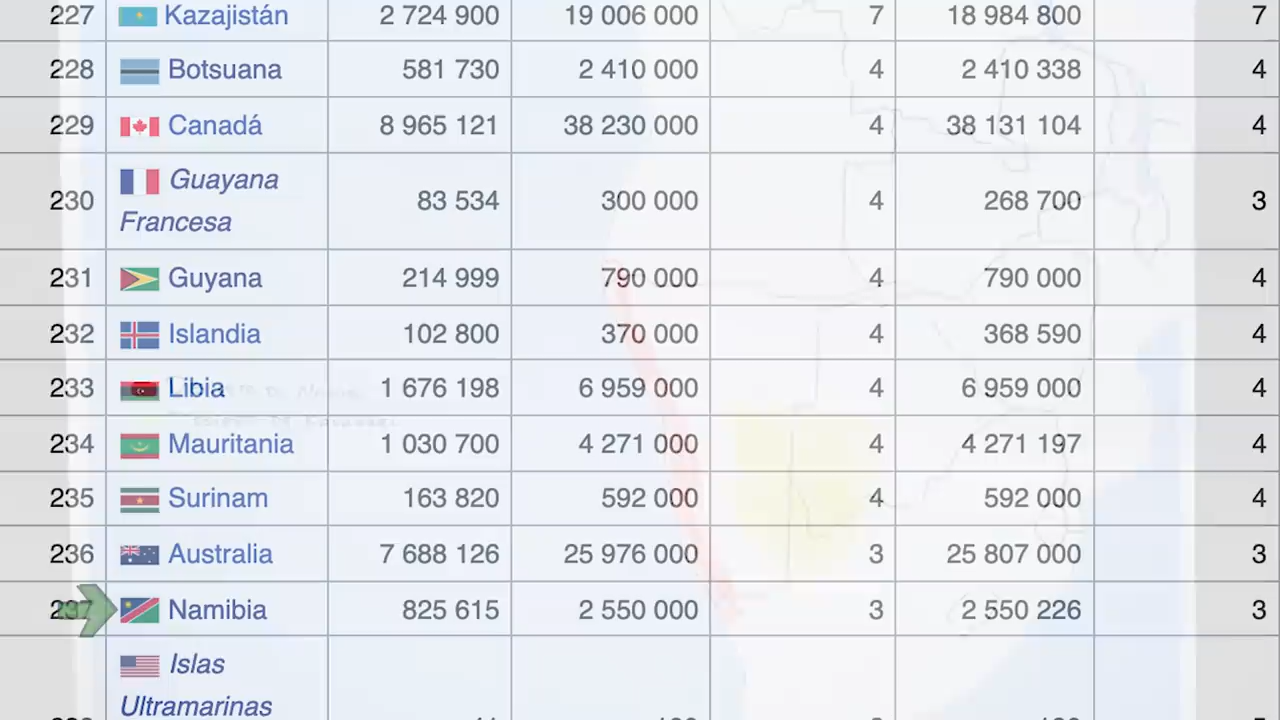 227 Kazajistán 2 724 900 19 006 000 7 18 984 800 7
228 Botsuana 581 730 2 410 000 4 2 410 338 4
229 Canadá 8 965 121 38 230 000 4 38 131 104 4
230 Guayana Francesa 83 534 300 000 4 268 700 3
231 Guyana 214 999 790 000 4 790 000 4
232 Islandia 102 800 370 000 4 368 590 4
233 Libia 1 676 198 6 959 000 4 6 959 000 4
234 Mauritania 1 030 700 4 271 000 4 4 271 197 4
235 Surinam 163 820 592 000 4 592 000 4
236 Australia 7 688 126 25 976 000 3 25 807 000 3
237 Namibia 825 615 2 550 000 3 2 550 226 3
Islas
Ultramarinas